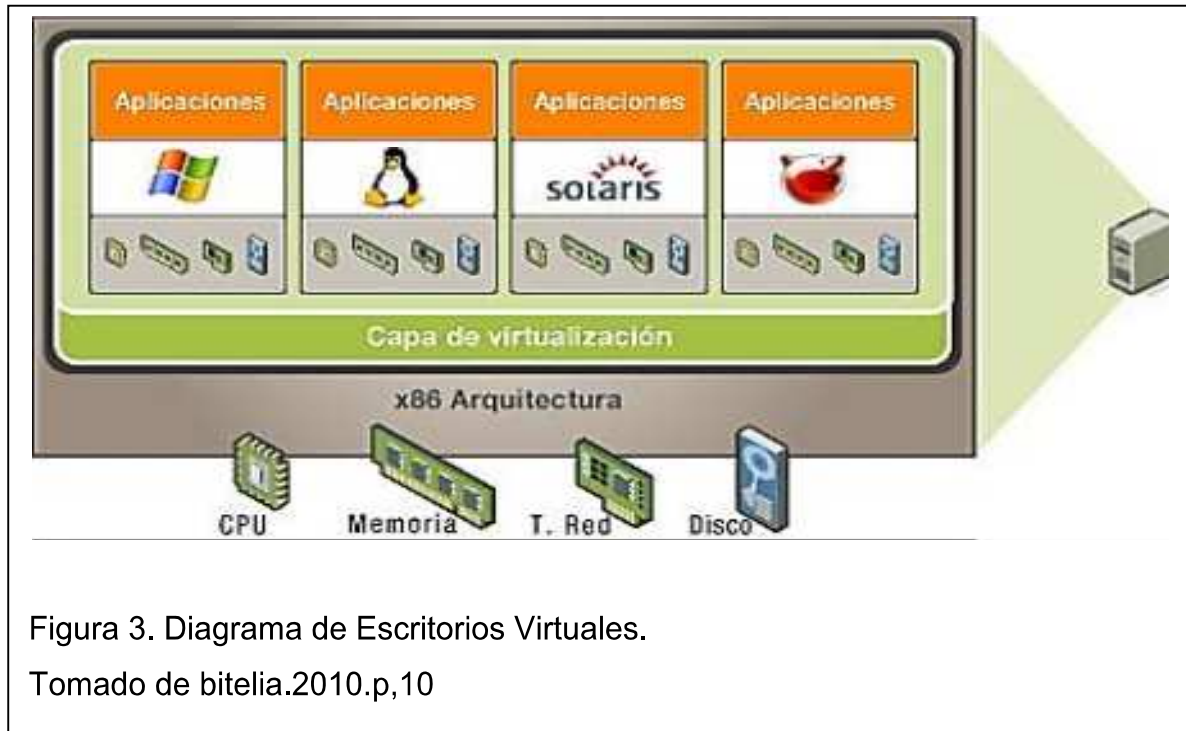 Aplicaciones
Aplicaciones
Aplicaciones
Aplicaciones
solaris
Capa de virtualización
x86 Arquitectura
CPU
Memoria
T. Red
Disco
Figura 3. Diagrama de Escritorios Virtuales.
Tomado de bitelia.2010.p,10